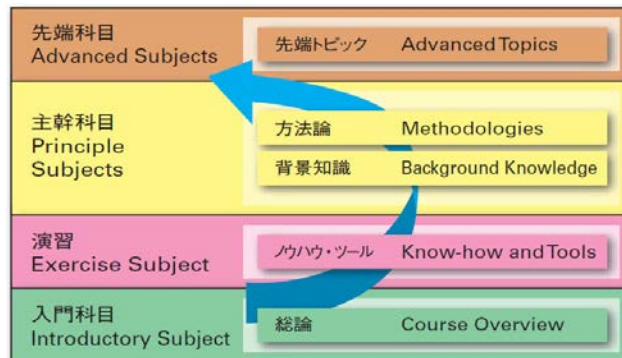 先端科目
Advanced Subjects
先端トピック Advanced Topics
主幹科目
Principle
Subjects
方法論 Methodologies
背景知識 Background Knowledge
演習
Exercise Subject
ノウハウ・ツール Know-how and Tools
入門科目
Introductory Subject
総論 Course Overview